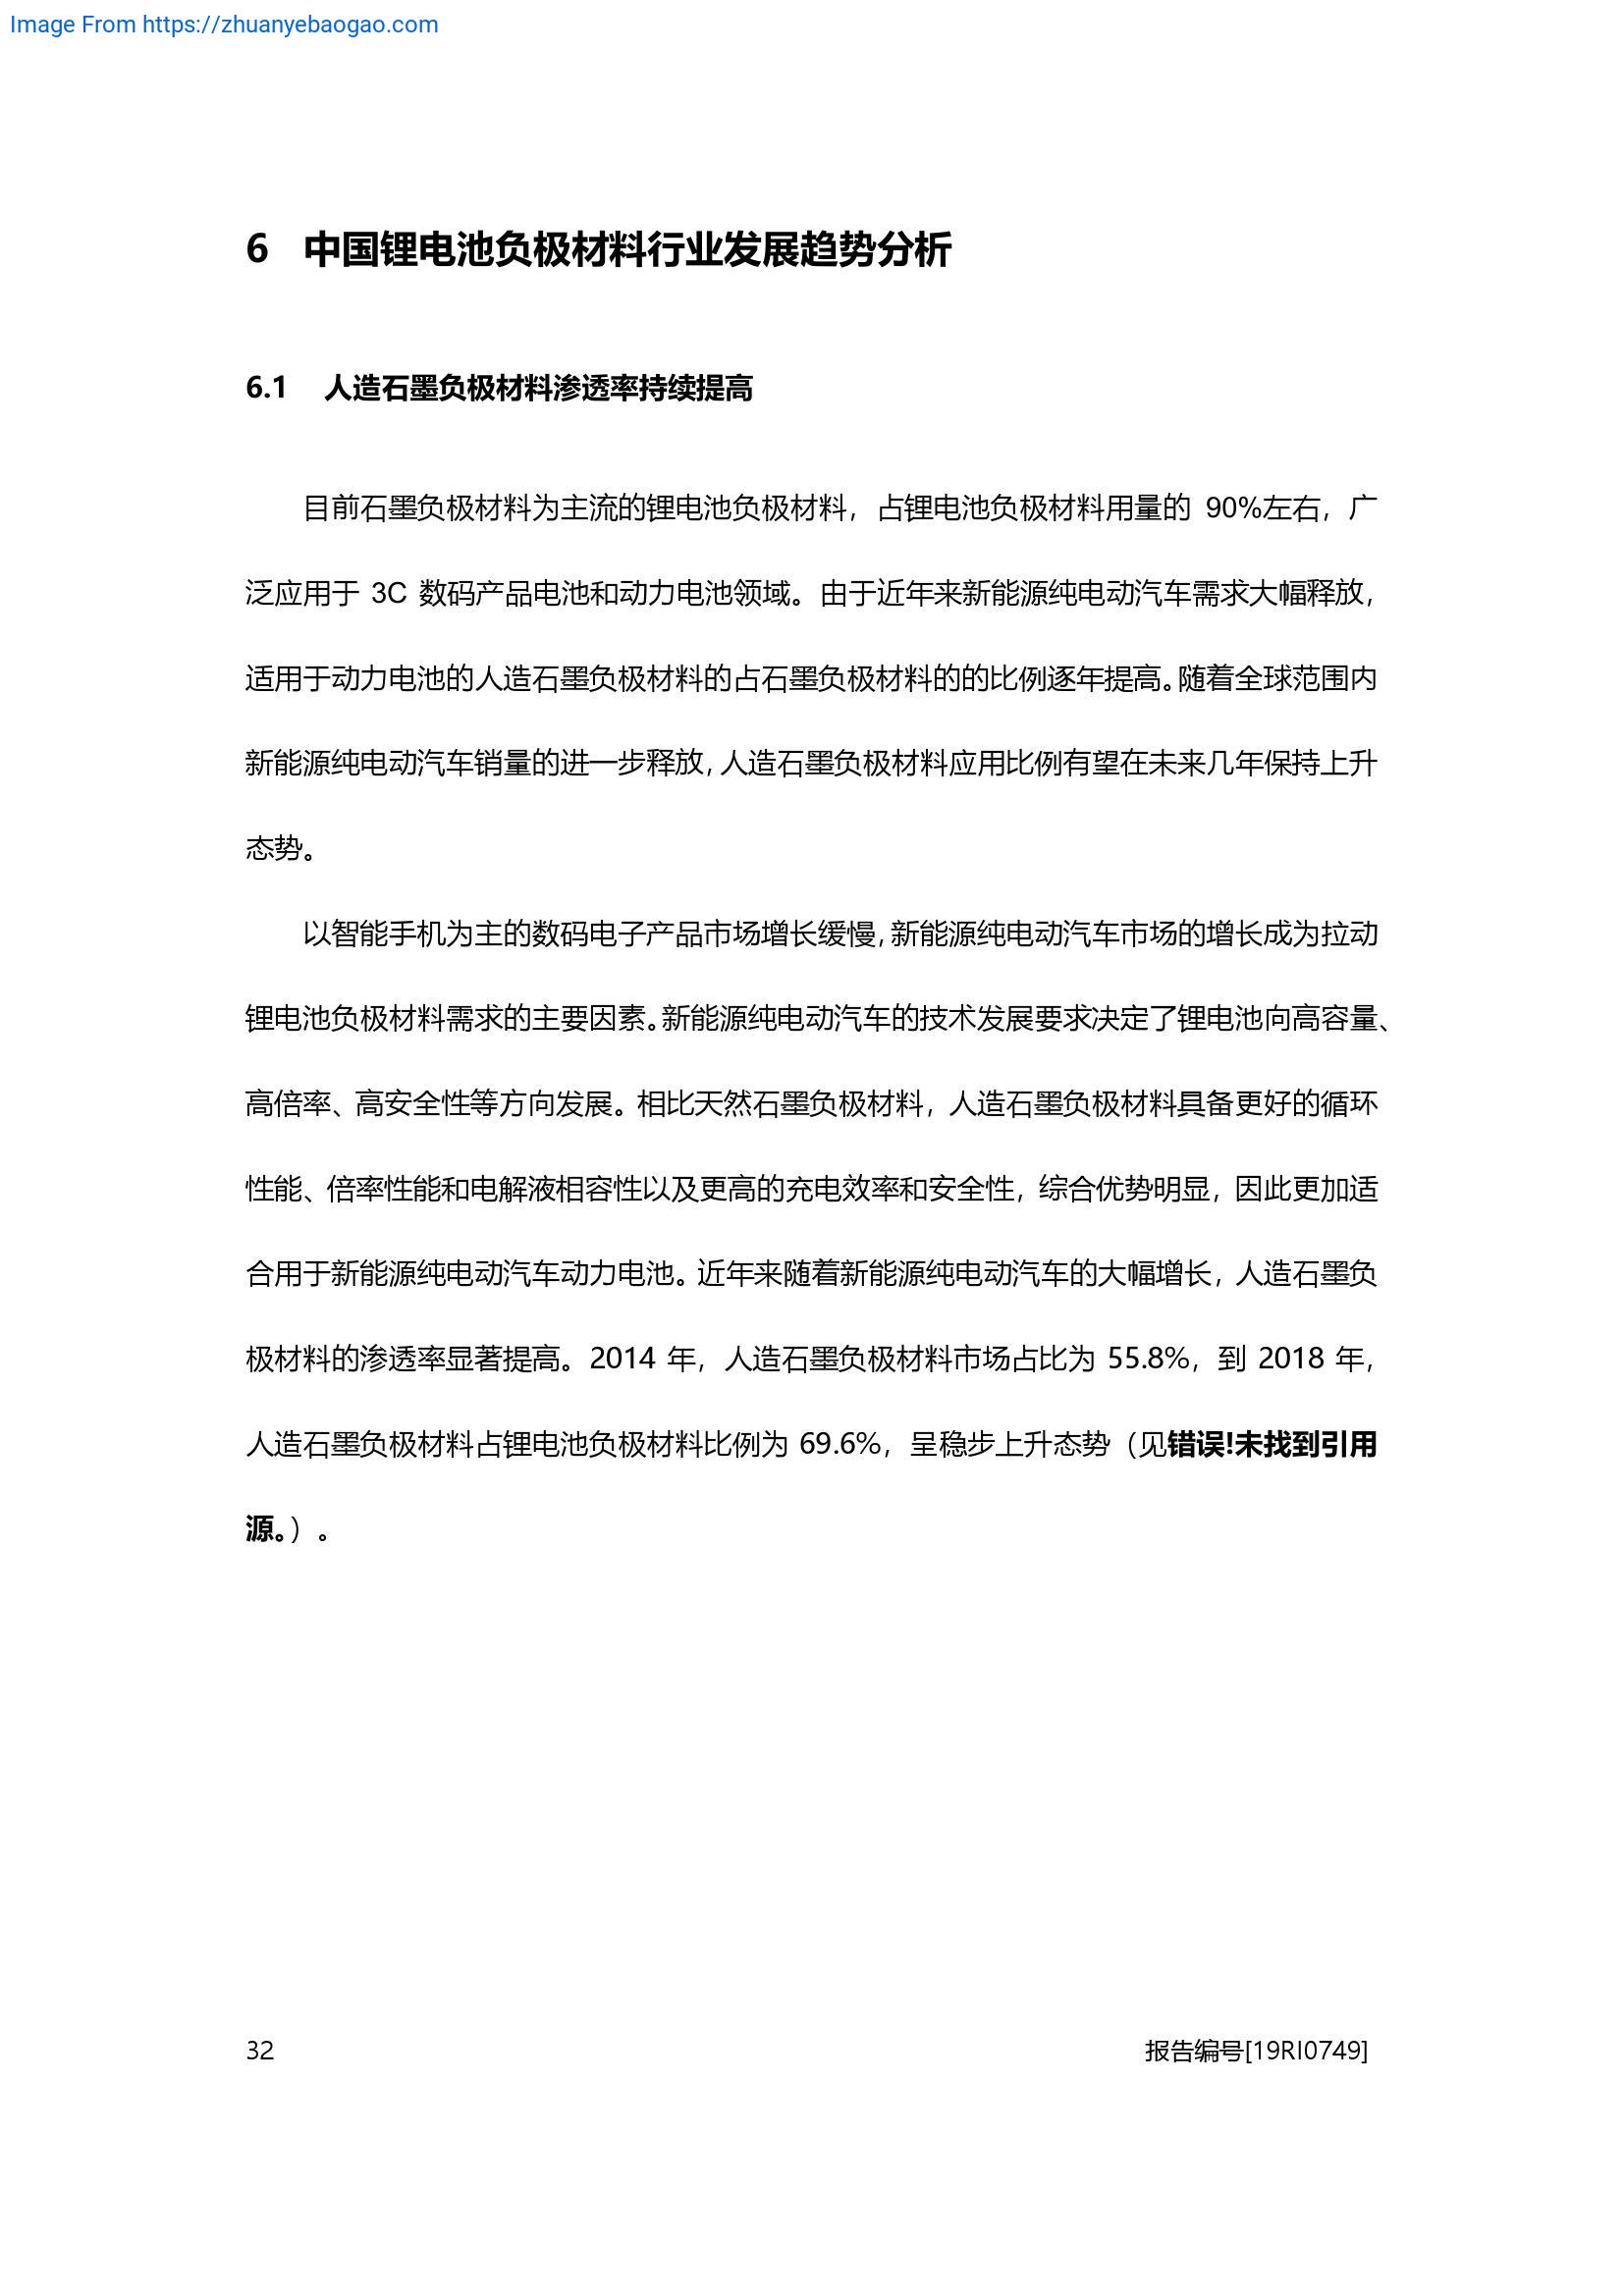 Image From https://zhuanyebaogao.com
6 中国锂电池负极材料行业发展趋势分析
6.1 人造石墨负极材料渗透率持续提高
目前石墨负极材料为主流的锂电池负极材料，占锂电池负极材料用量的 90%左右，广
泛应用于 3C 数码产品电池和动力电池领域。由于近年来新能源纯电动汽车需求大幅释放，
适用于动力电池的人造石墨负极材料的占石墨负极材料的的比例逐年提高。随着全球范围内
新能源纯电动汽车销量的进一步释放，人造石墨负极材料应用比例有望在未来几年保持上升
态势。
以智能手机为主的数码电子产品市场增长缓慢，新能源纯电动汽车市场的增长成为拉动
锂电池负极材料需求的主要因素。新能源纯电动汽车的技术发展要求决定了锂电池向高容量、
高倍率、高安全性等方向发展。相比天然石墨负极材料，人造石墨负极材料具备更好的循环
性能、倍率性能和电解液相容性以及更高的充电效率和安全性，综合优势明显，因此更加适
合用于新能源纯电动汽车动力电池。近年来随着新能源纯电动汽车的大幅增长，人造石墨负
极材料的渗透率显著提高。2014 年，人造石墨负极材料市场占比为 55.8%，到 2018 年，
人造石墨负极材料占锂电池负极材料比例为 69.6%，呈稳步上升态势（见错误!未找到引用
源。）。
32 报告编号[19RI0749]